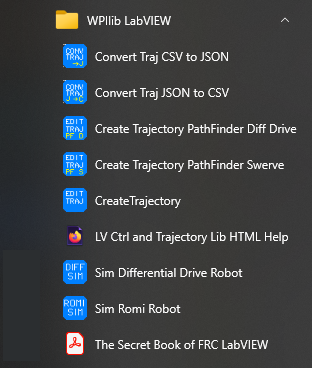 WPIlib LabVIEW
CONV TRAJ →J Convert Traj CSV to JSON
CONV TRAJ J→C Convert Traj JSON to CSV
EDIT TRAJ PF D Create Trajectory PathFinder Diff Drive
EDIT TRAJ PF S Create Trajectory PathFinder Swerve
EDIT TRAJ CreateTrajectory
LV Ctrl and Trajectory Lib HTML Help
DIFF SIM Sim Differential Drive Robot
ROMI SIM Sim Romi Robot
The Secret Book of FRC LabVIEW